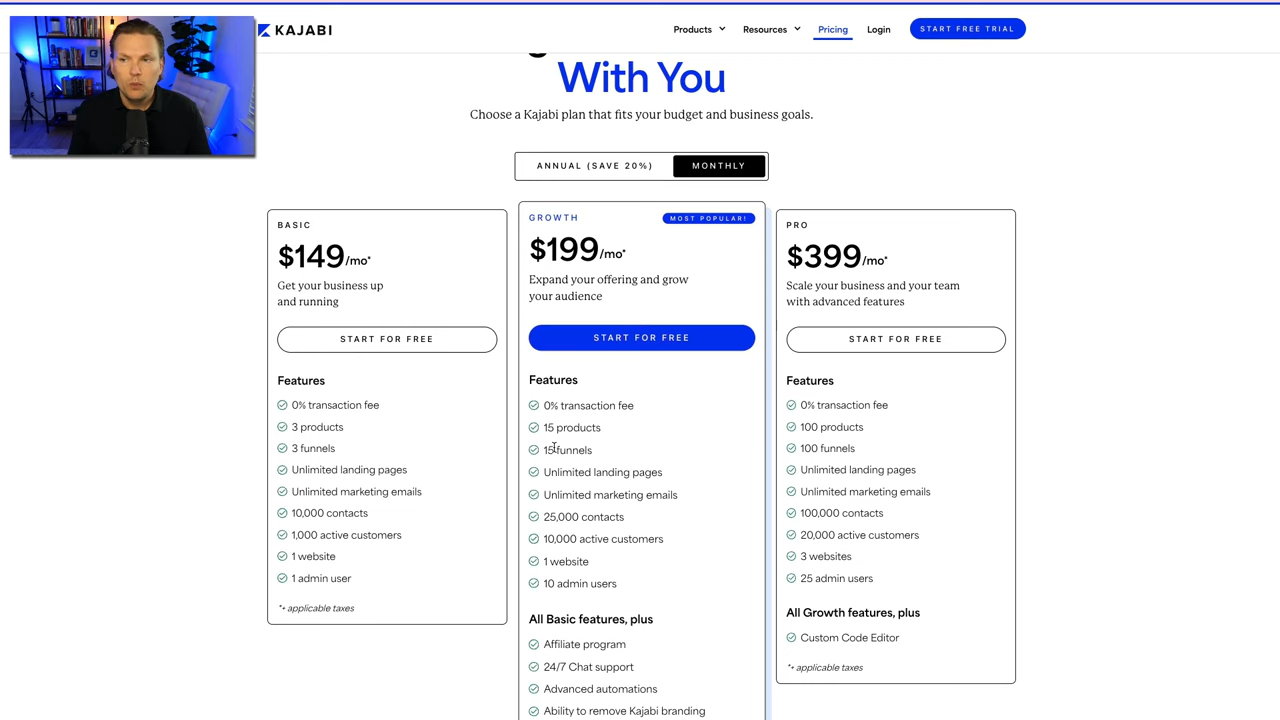 KAJABI
Products
Resources
Pricing
Login
START FREE TRIAL
With You
Choose a Kajabi plan that fits your budget and business goals.
ANNUAL (SAVE 20%)
MONTHLY
BASIC
$149/mo*
Get your business up
and running
START FOR FREE
Features
0% transaction fee
3 products
3 funnels
Unlimited landing pages
Unlimited marketing emails
10,000 contacts
1,000 active customers
1 website
1 admin user
*+ applicable taxes
GROWTH
MOST POPULAR!
$199/mo*
Expand your offering and grow
your audience
START FOR FREE
Features
0% transaction fee
15 products
15 funnels
Unlimited landing pages
Unlimited marketing emails
25,000 contacts
10,000 active customers
1 website
10 admin users
All Basic features, plus
Affiliate program
24/7 Chat support
Advanced automations
Ability to remove Kajabi branding
PRO
$399/mo*
Scale your business and your team
with advanced features
START FOR FREE
Features
0% transaction fee
100 products
100 funnels
Unlimited landing pages
Unlimited marketing emails
100,000 contacts
20,000 active customers
3 websites
25 admin users
All Growth features, plus
Custom Code Editor
*+ applicable taxes